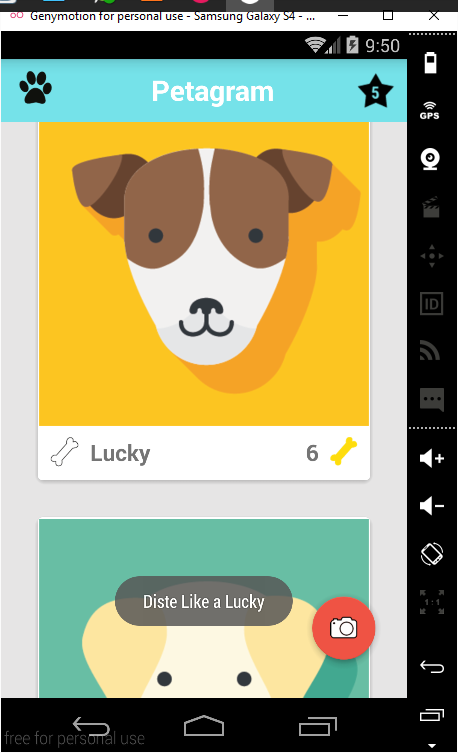 Genymotion for personal use - Samsung Galaxy S4 - ...
9:50
Petagram
5
GPS
ID
Lucky
6
Diste Like a Lucky
1:1
free for personal use